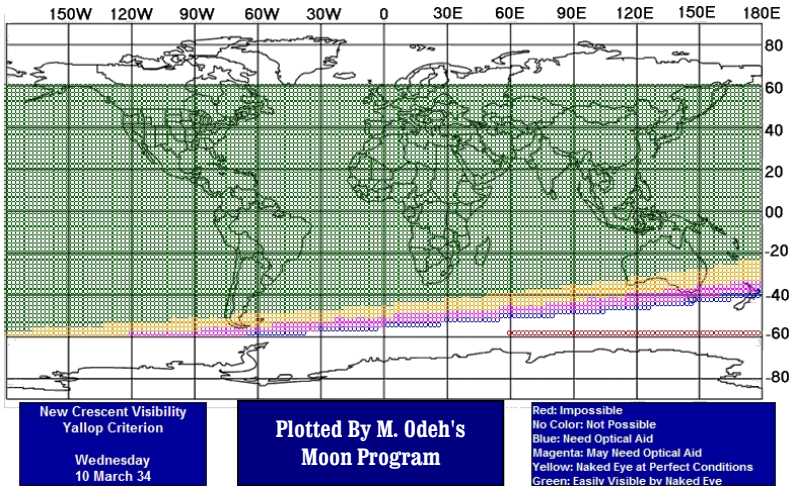 150W 120W 90W 60W 30W 0 30E 60E 90E 120E 150E 180E
80
60
40
20
00
-20
-40
-60
-80
New Crescent Visibility
Yallop Criterion
Wednesday
10 March 34
Plotted By M. Odeh's
Moon Program
Red: Impossible
No Color: Not Possible
Blue: Need Optical Aid
Magenta: May Need Optical Aid
Yellow: Naked Eye at Perfect Conditions
Green: Easily Visible by Naked Eye